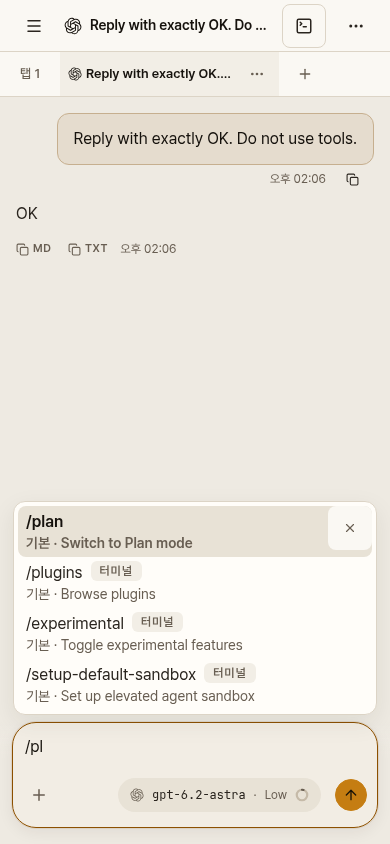 Reply with exactly OK. Do ...
탭 1
Reply with exactly OK....
Reply with exactly OK. Do not use tools.
오후 02:06
OK
MD TXT 오후 02:06
/plan
기본 · Switch to Plan mode
/plugins 터미널
기본 · Browse plugins
/experimental 터미널
기본 · Toggle experimental features
/setup-default-sandbox 터미널
기본 · Set up elevated agent sandbox
/pl
gpt-6.2-astra · Low